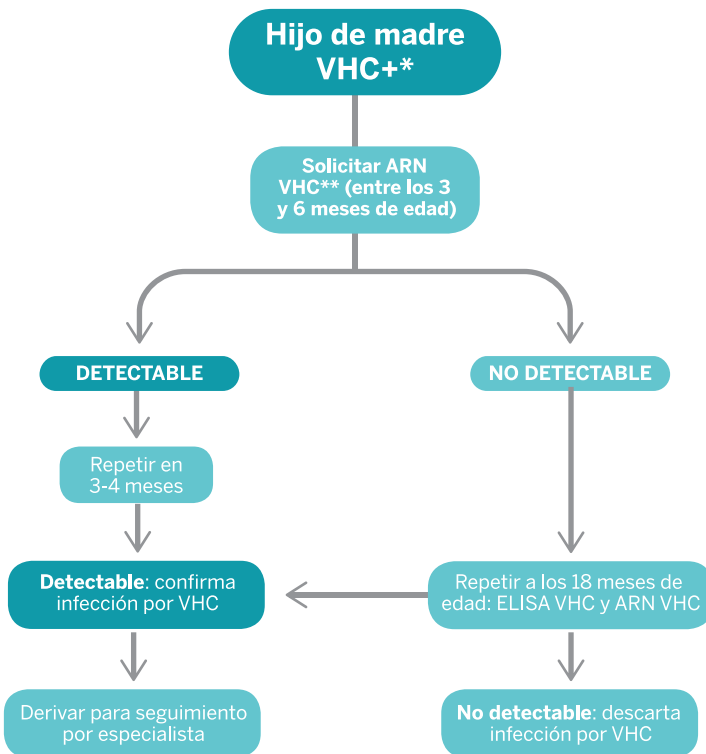 Hijo de madre
VHC+*
Solicitar ARN
VHC** (entre los 3
y 6 meses de edad)
DETECTABLE
NO DETECTABLE
Repetir en
3-4 meses
Detectable: confirma
infección por VHC
Repetir a los 18 meses de
edad: ELISA VHC y ARN VHC
Derivar para seguimiento
por especialista
No detectable: descarta
infección por VHC